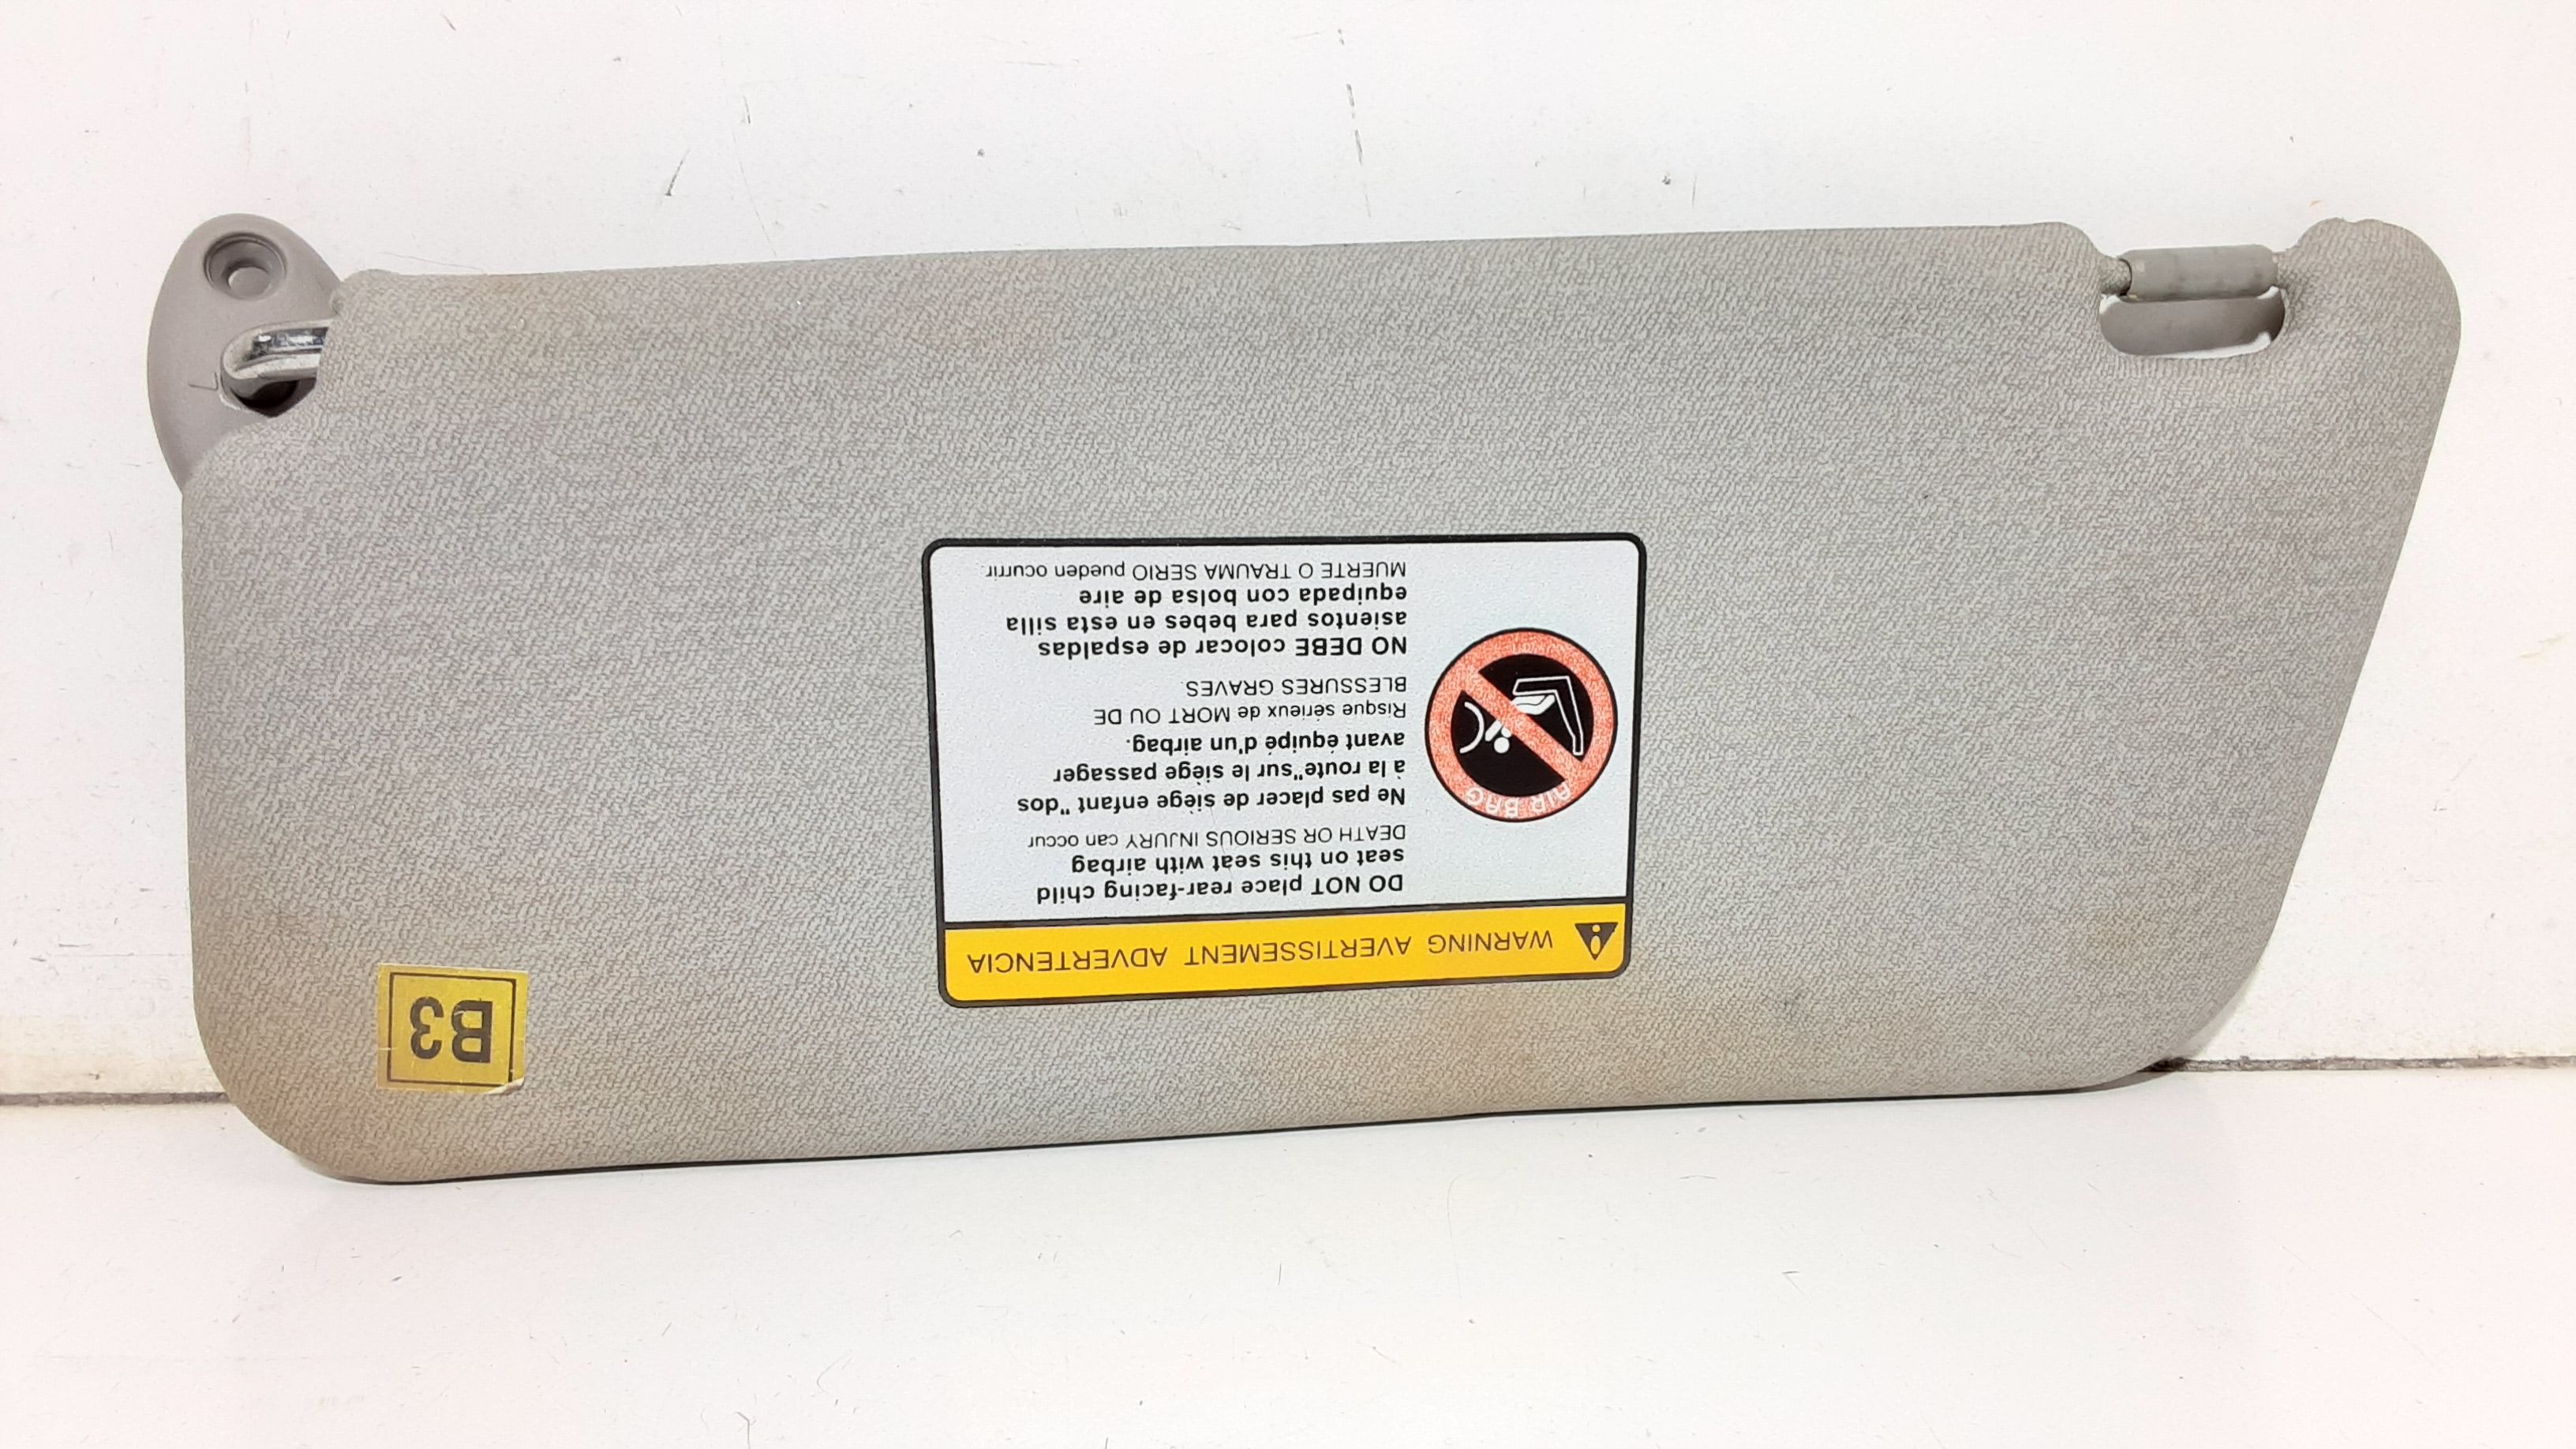 WARNING AVERTISSEMENT ADVERTENCIA
DO NOT place rear-facing child
seat on this seat with airbag
DEATH OR SERIOUS INJURY can occur
Ne pas placer de siège enfant "dos
à la route"sur le siège passager
avant équipé d'un airbag.
Risque sérieux de MORT OU DE
BLESSURES GRAVES.
NO DEBE colocar de espaldas
asientos para bebes en esta silla
equipada con bolsa de aire
MUERTE O TRAUMA SERIO pueden ocurrir.
AIR BAG
B3
L